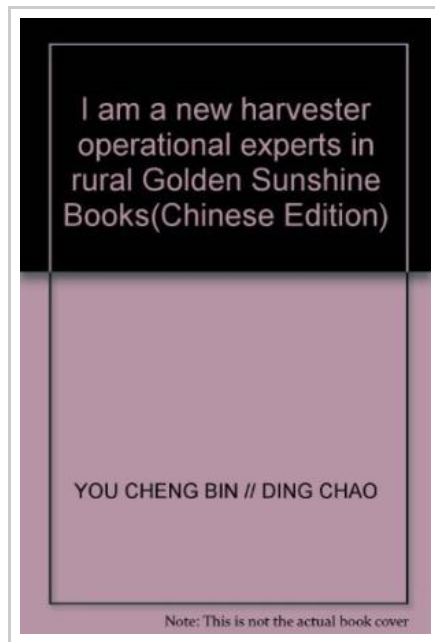 I am a new harvester
operational experts in
rural Golden Sunshine
Books(Chinese Edition)
YOU CHENG BIN // DING CHAO
Note: This is not the actual book cover